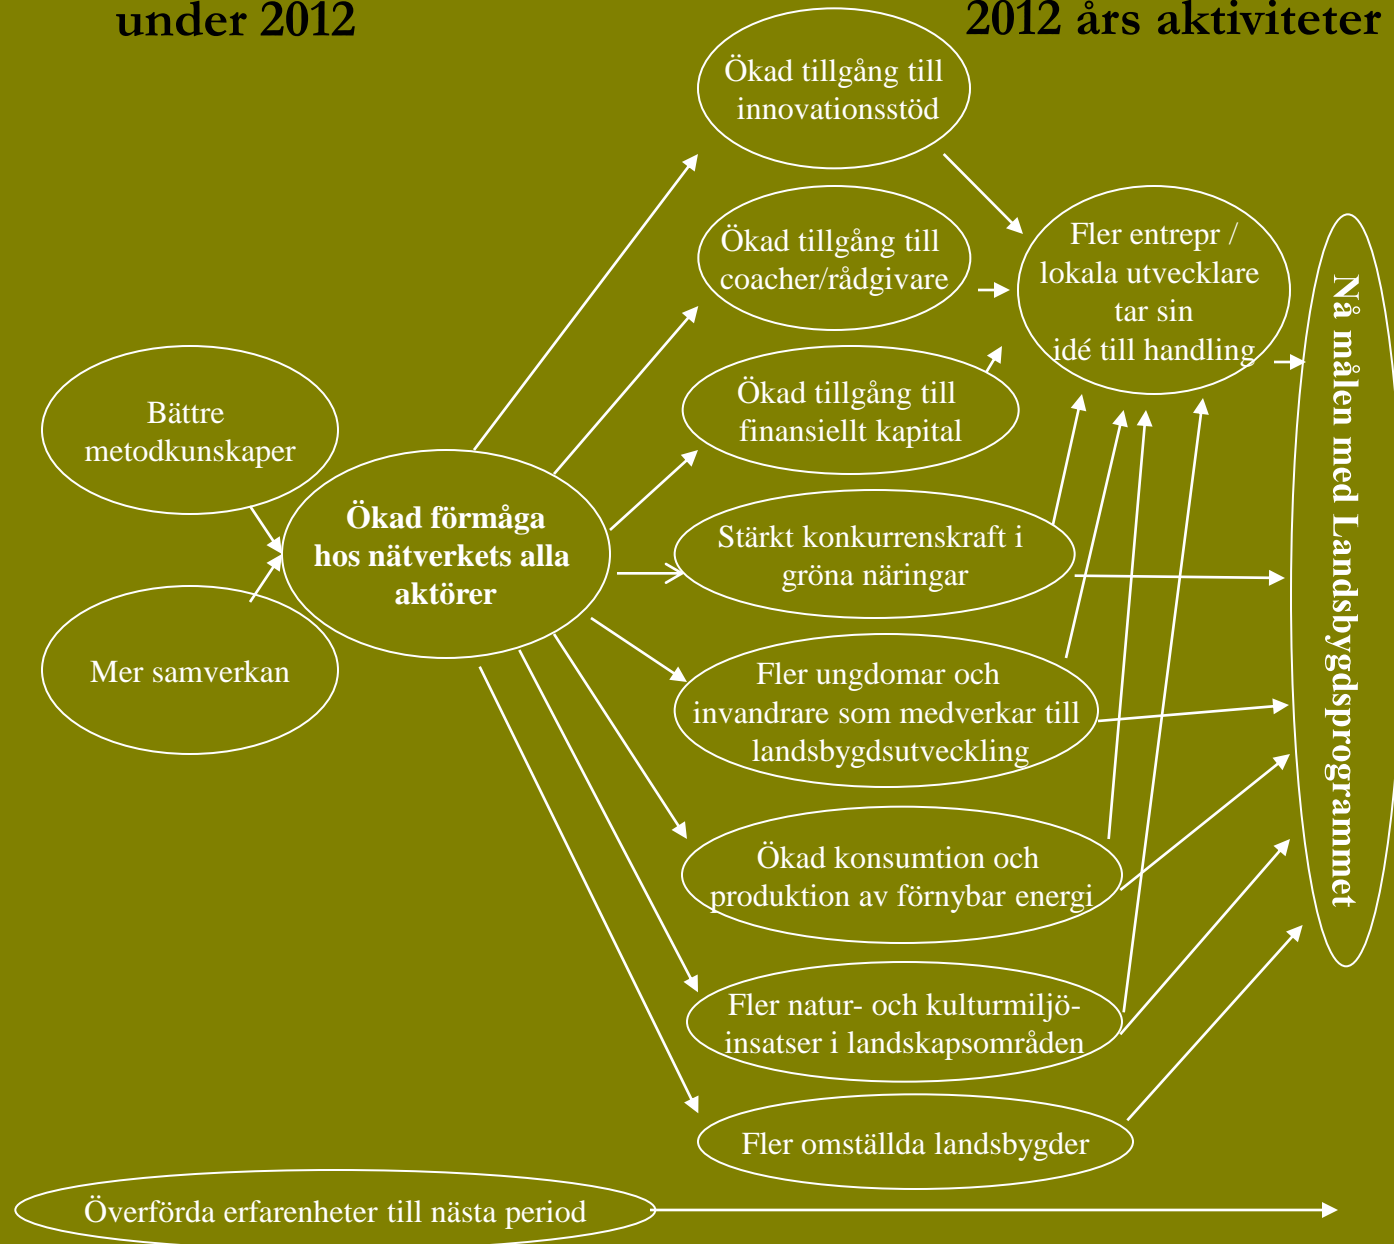 under 2012
2012 års aktiviteter
Ökad tillgång till
innovationsstöd
Ökad tillgång till
coacher/rådgivare
Fler entrepr /
lokala utvecklare
tar sin
idé till handling
Ökad tillgång till
finansiellt kapital
Bättre
metodkunskaper
Ökad förmåga
hos nätverkets alla
aktörer
Mer samverkan
Stärkt konkurrenskraft i
gröna näringar
Fler ungdomar och
invandrare som medverkar till
landsbygdsutveckling
Ökad konsumtion och
produktion av förnybar energi
Fler natur- och kulturmiljö-
insatser i landskapsområden
Fler omställda landsbygder
Nå målen med Landsbygdsprogrammet
Överförda erfarenheter till nästa period